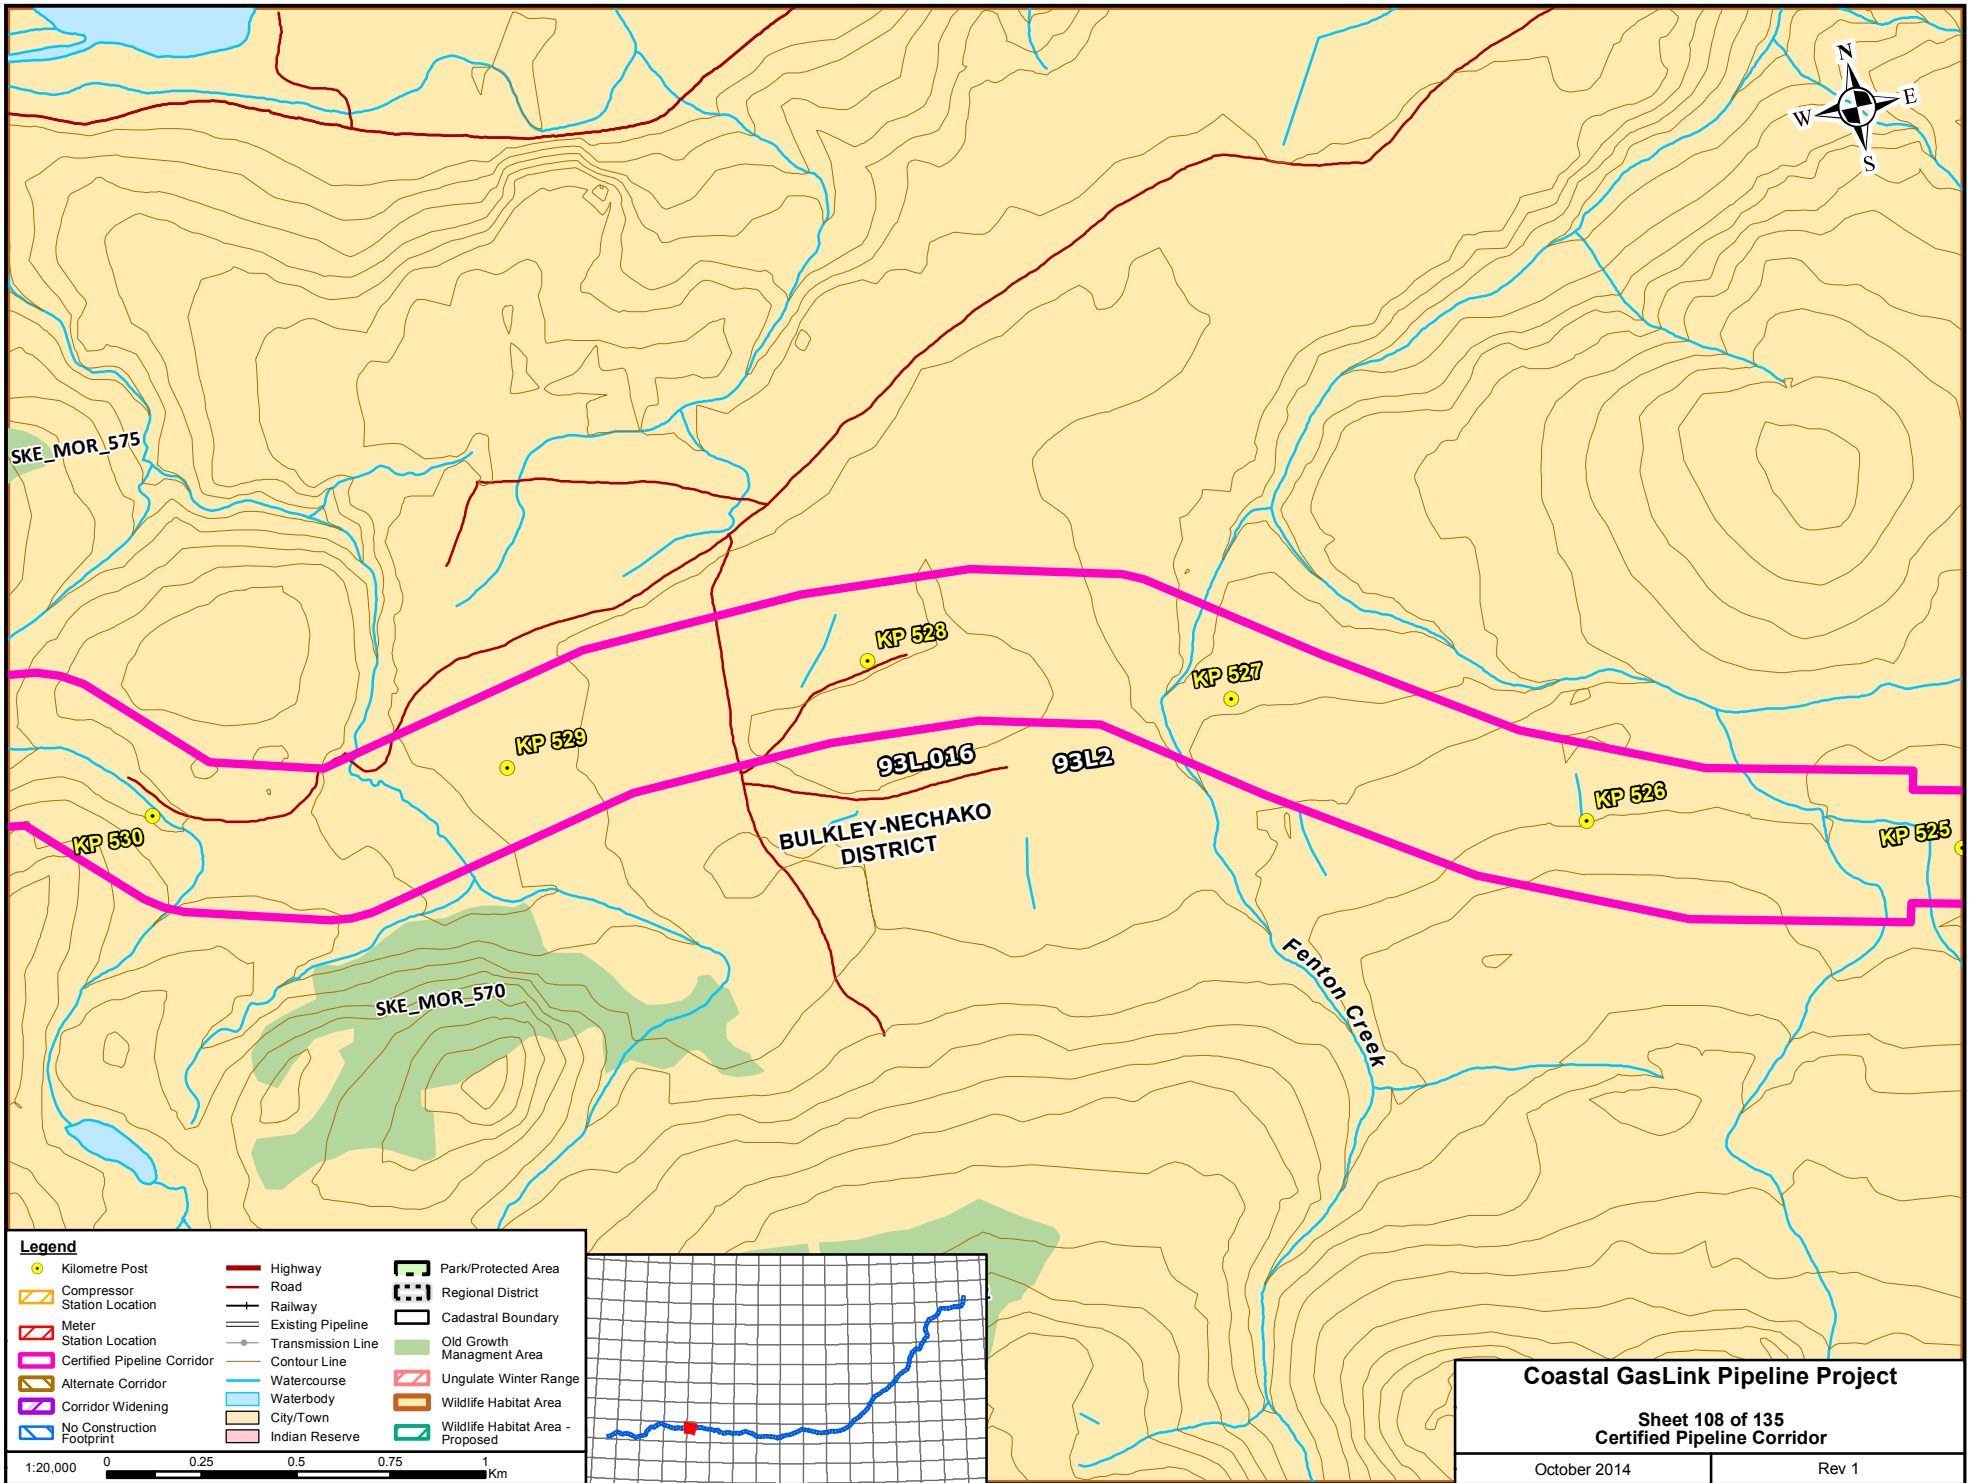 N
W
E
S
SKE_MOR_575
KP 528
KP 527
KP 529
93L.016
93L2
KP 526
KP 530
BULKLEY-NECHAKO
DISTRICT
KP 525
Fenton Creek
SKE_MOR_570
Legend
Kilometre Post
Compressor
Station Location
Meter
Station Location
Certified Pipeline Corridor
Alternate Corridor
Corridor Widening
No Construction
Footprint
Highway
Road
Railway
Existing Pipeline
Transmission Line
Contour Line
Watercourse
Waterbody
City/Town
Indian Reserve
Park/Protected Area
Regional District
Cadastral Boundary
Old Growth
Managment Area
Ungulate Winter Range
Wildlife Habitat Area
Wildlife Habitat Area -
Proposed
1:20,000
0 0.25 0.5 0.75 1
Km
Coastal GasLink Pipeline Project
Sheet 108 of 135
Certified Pipeline Corridor
October 2014
Rev 1